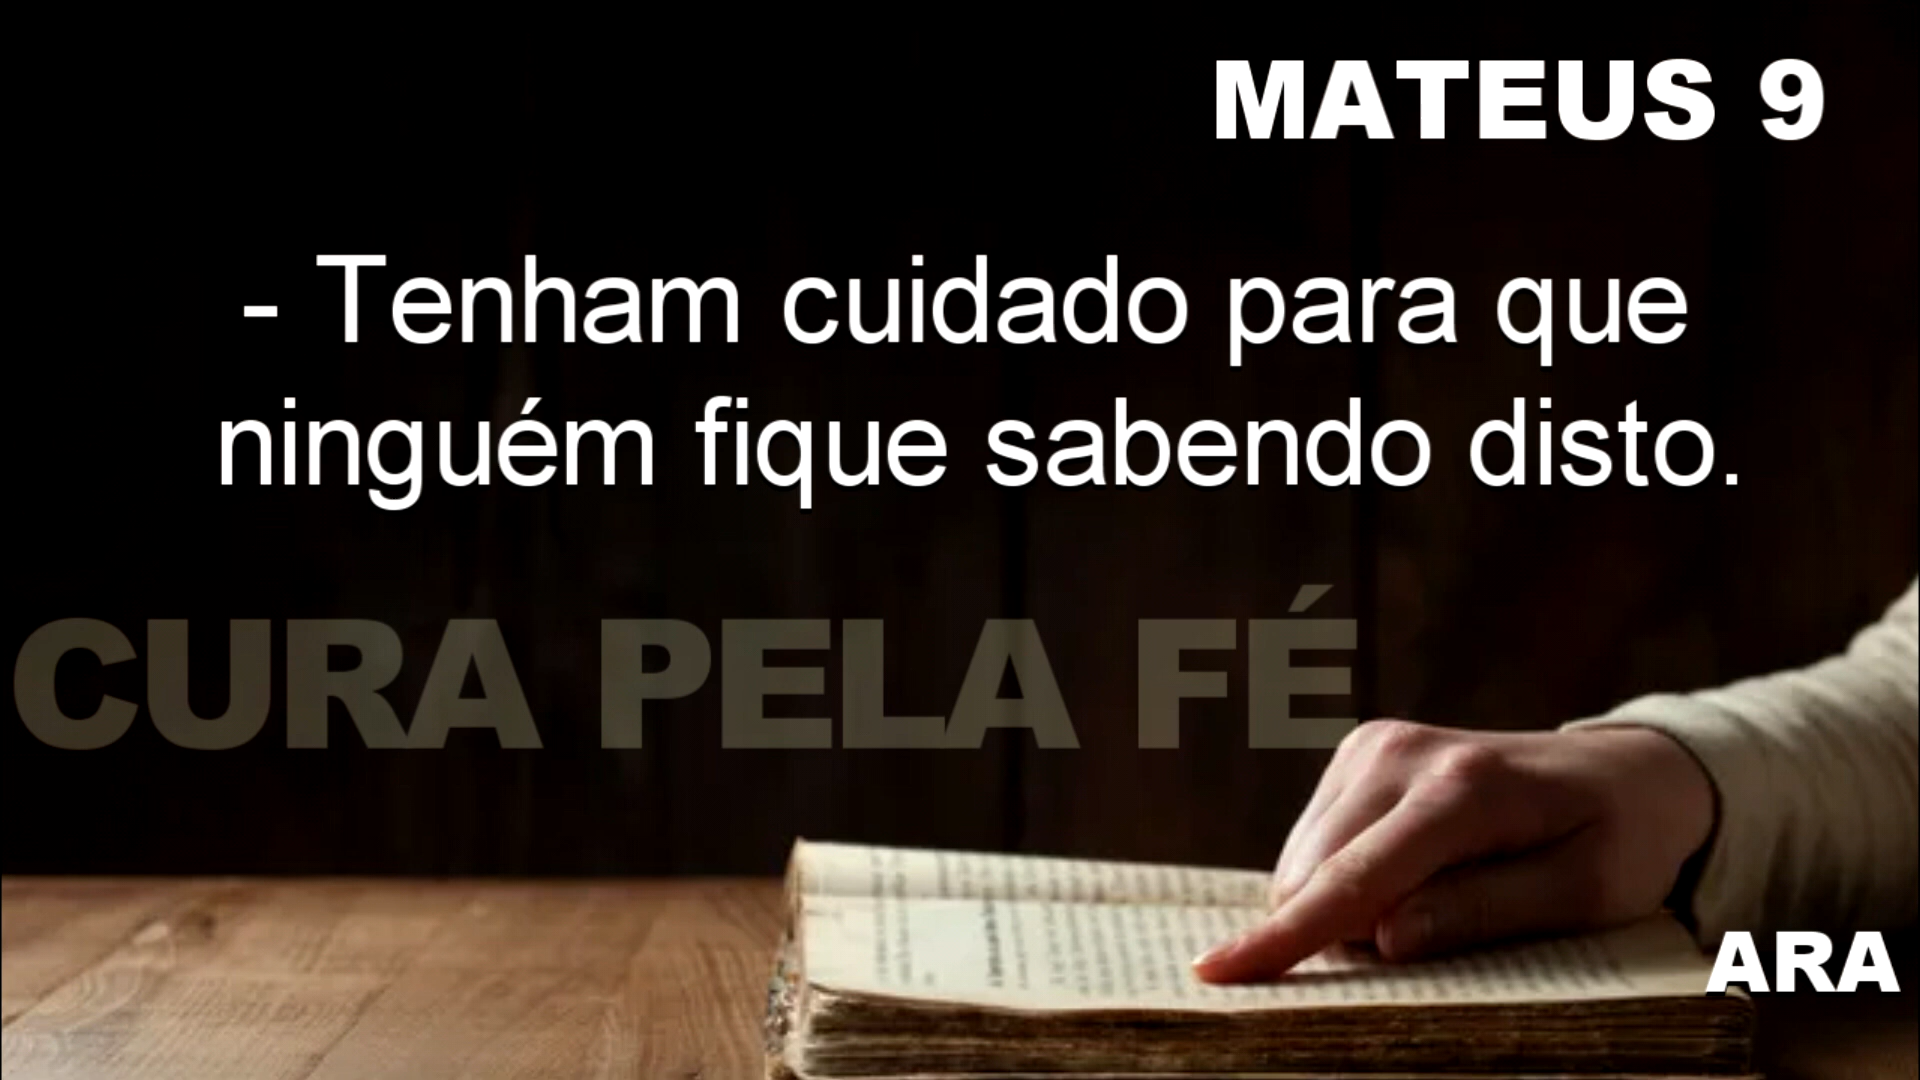 MATEUS 9
- Tenham cuidado para que
ninguém fique sabendo disto.
CURA PELA FÉ
ARA